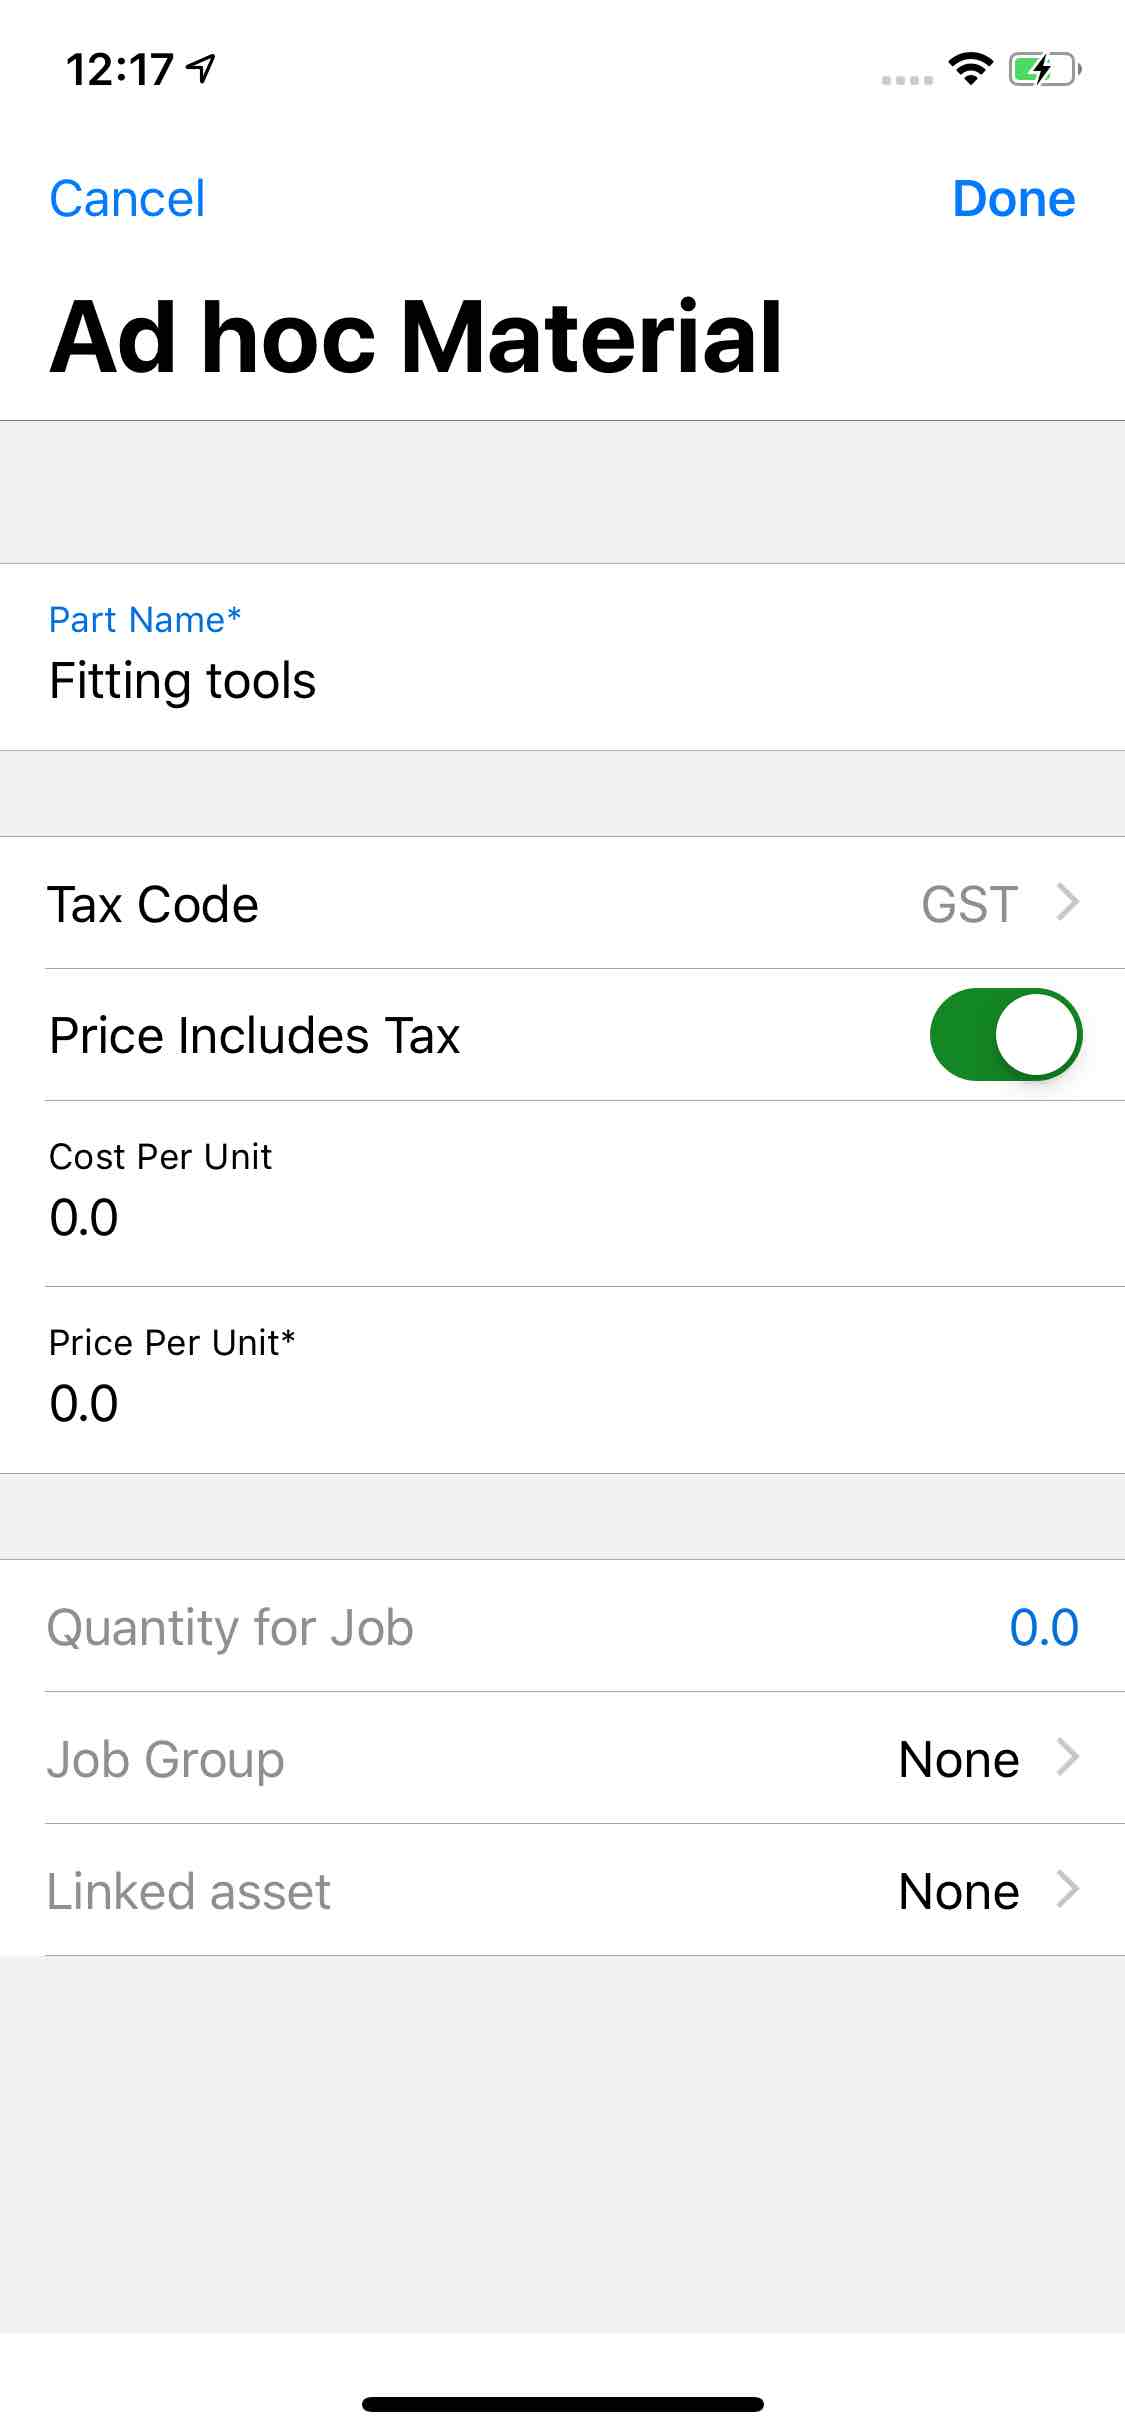 12:17
Cancel Done
Ad hoc Material
Part Name*
Fitting tools
Tax Code GST
Price Includes Tax
Cost Per Unit
0.0
Price Per Unit*
0.0
Quantity for Job 0.0
Job Group None
Linked asset None